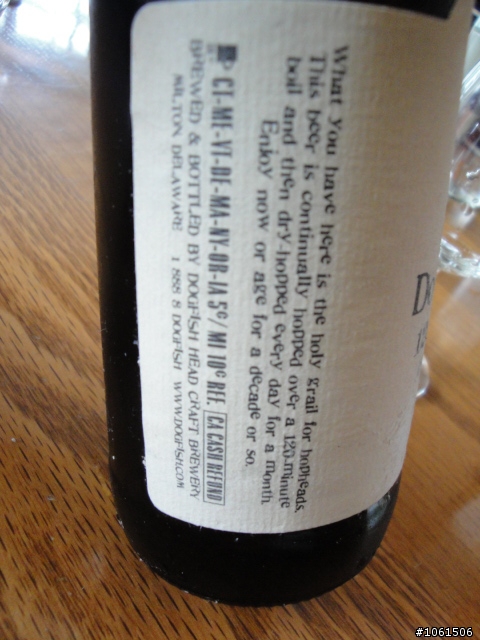 What you have here is the holy grail for hopheads.
This beer is continually hopped over a 120-minute
boil and then dry-hopped every day for a month.
Enjoy now or age for a decade or so.
CT-ME-VT-DE-MA-NY-OR-IA 5¢/MI 10¢ REF. CA CASH REFUND
BREWED & BOTTLED BY DOGFISH HEAD CRAFT BREWERY
MILTON DELAWARE 1 888 8 DOGFISH WWW.DOGFISH.COM
#1061506